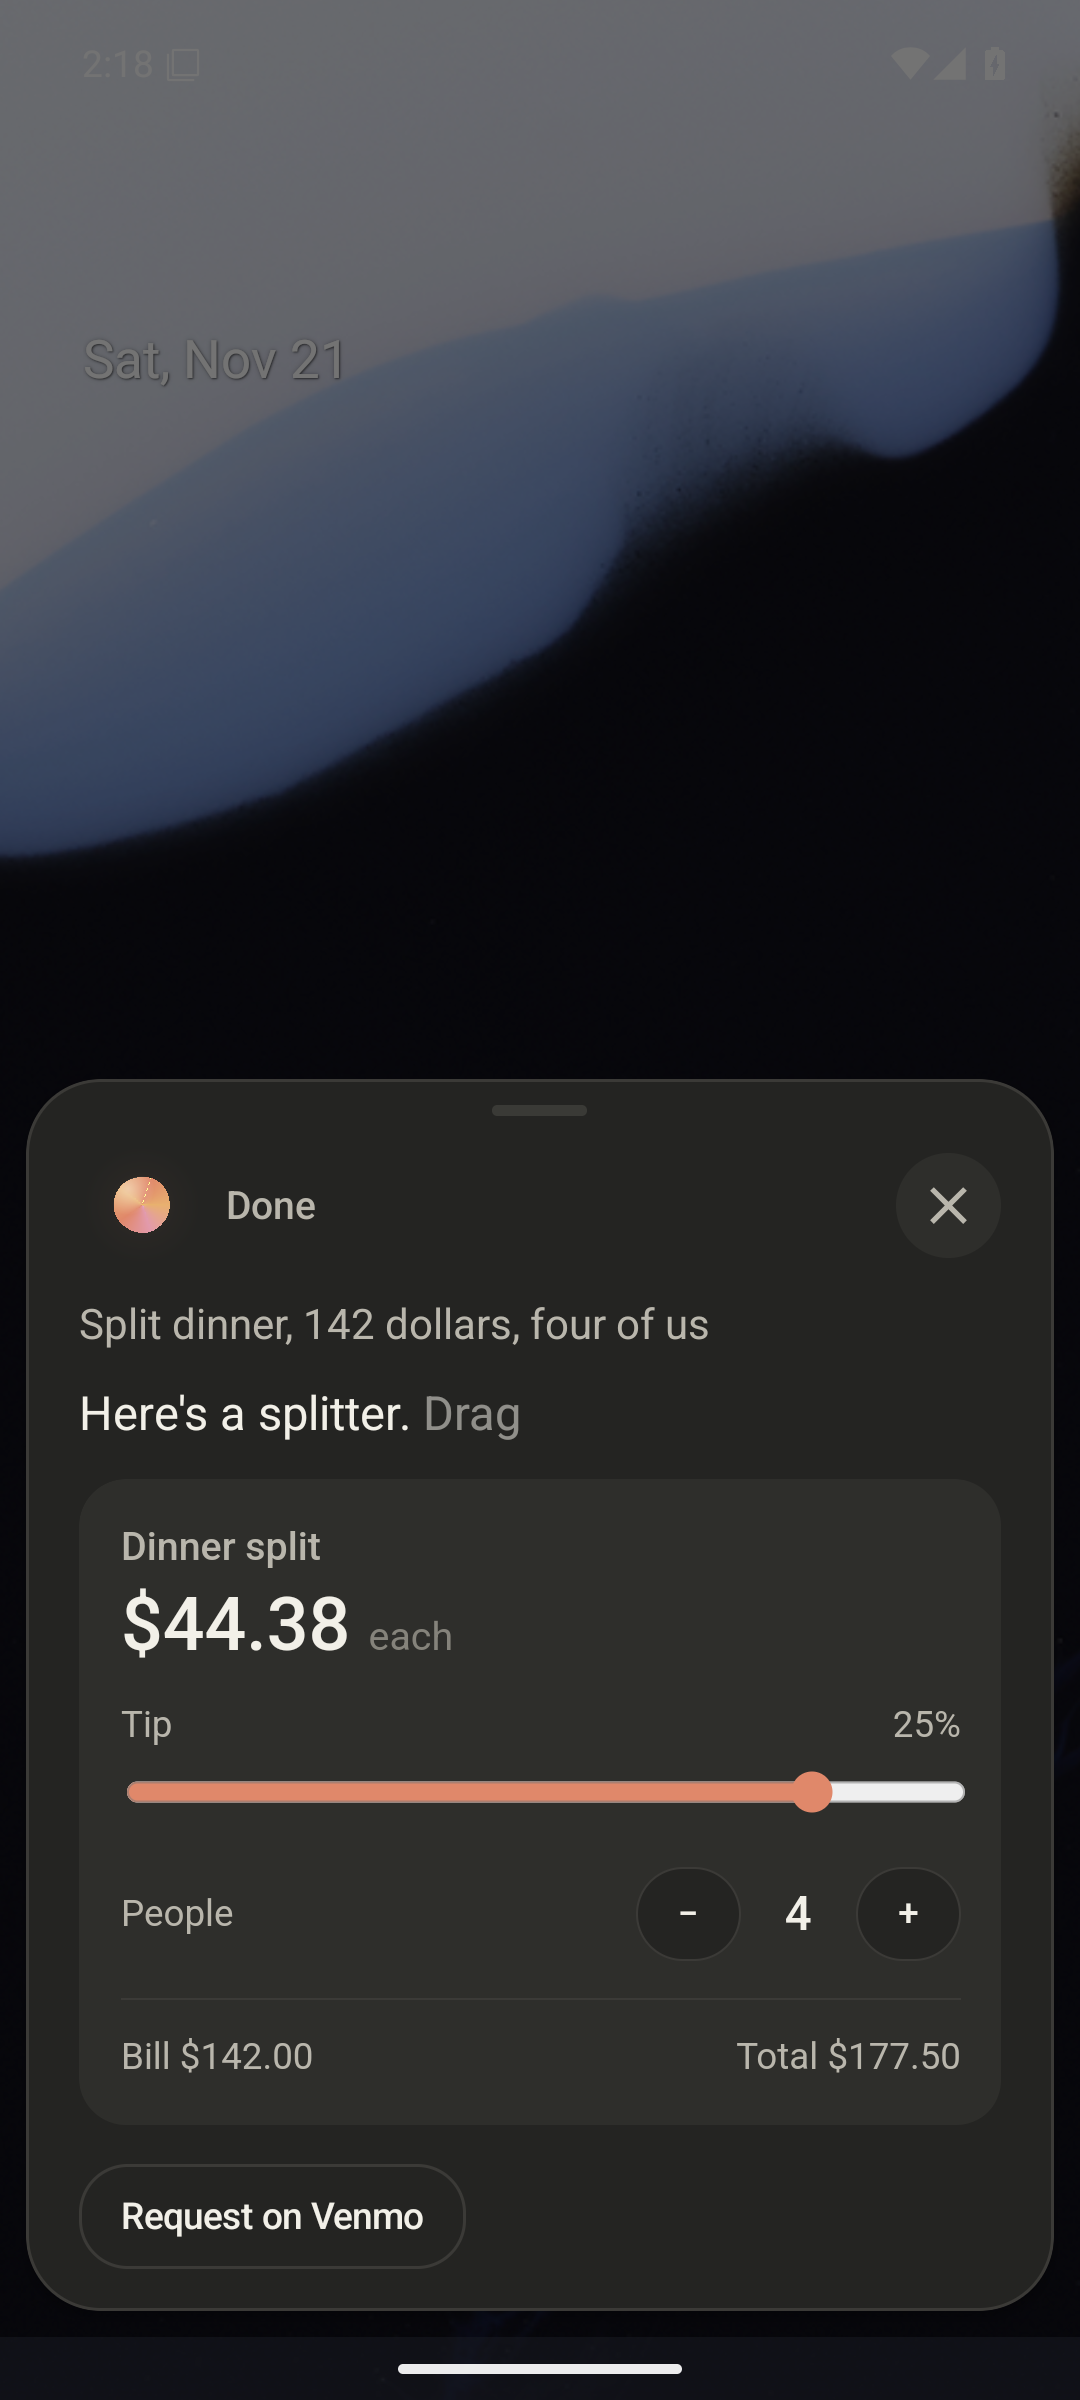 2:18
Sat, Nov 21
Done
Split dinner, 142 dollars, four of us
Here's a splitter. Drag
Dinner split
$44.38 each
Tip 25%
People − 4 +
Bill $142.00 Total $177.50
Request on Venmo